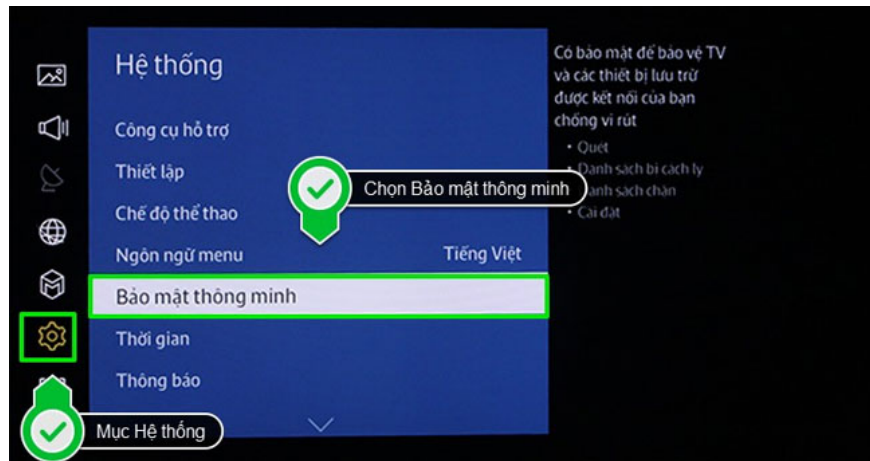 Hệ thống
Công cụ hỗ trợ
Thiết lập
Chế độ thể thao
Ngôn ngữ menu Tiếng Việt
Bảo mật thông minh
Thời gian
Thông báo
Có bảo mật để bảo vệ TV
và các thiết bị lưu trữ
được kết nối của bạn
chống vi rút
• Quét
Danh sách bị cách ly
Danh sách chặn
• Cài đặt
Chọn Bảo mật thông minh
Mục Hệ thống